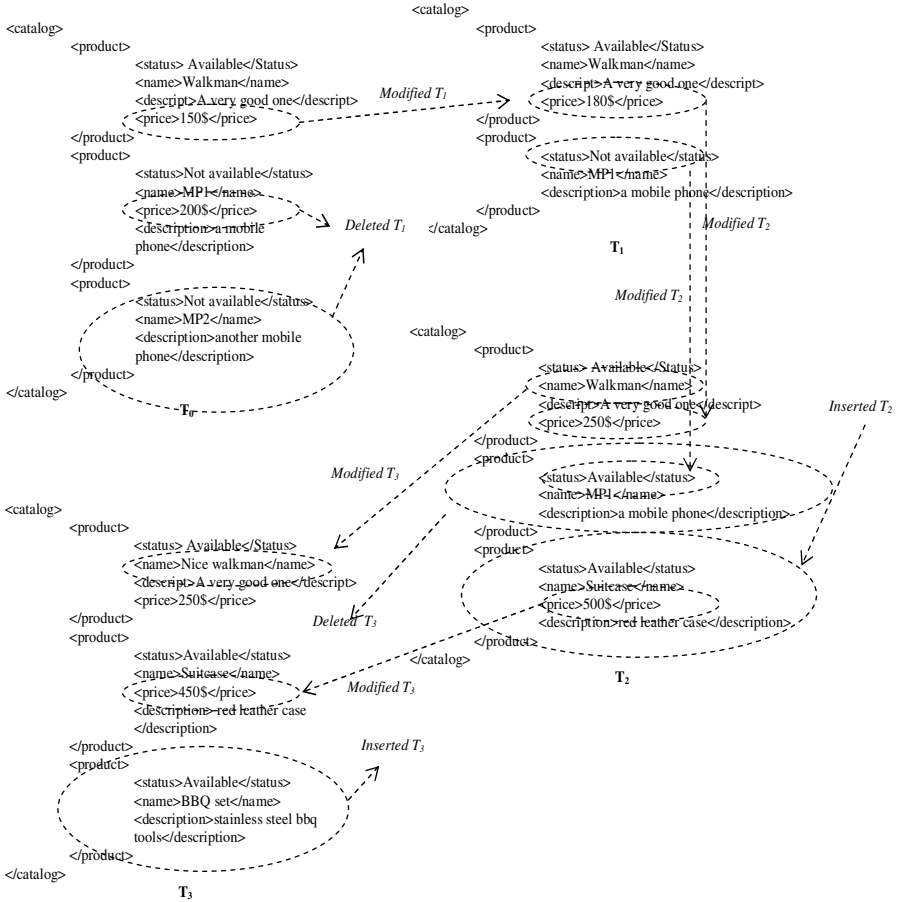 <catalog>
<product>
<status> Available</Status>
<name>Walkman</name>
<descript>A very good one</descript>
<price>150$</price>
</product>
<product>
<status>Not available</status>
<name>MP1</name>
<price>200$</price>
<description>a mobile
phone</description>
</product>
<product>
<status>Not available</status>
<name>MP2</name>
<description>another mobile
phone</description>
</product>
</catalog>
T0
Modified T1
Deleted T1
<catalog>
<product>
<status> Available</Status>
<name>Walkman</name>
<descript>A very good one</descript>
<price>180$</price>
</product>
<product>
<status>Not available</status>
<name>MP1</name>
<description>a mobile phone</description>
</product>
</catalog>
T1
Modified T2
Modified T2
<catalog>
<product>
<status> Available</Status>
<name>Walkman</name>
<descript>A very good one</descript>
<price>250$</price>
</product>
<product>
<status>Available</status>
<name>MP1</name>
<description>a mobile phone</description>
</product>
<product>
<status>Available</status>
<name>Suitcase</name>
<price>500$</price>
<description>red leather case</description>
</product>
</catalog>
T2
Inserted T2
Modified T3
Deleted T3
Modified T3
<catalog>
<product>
<status> Available</Status>
<name>Nice walkman</name>
<descript>A very good one</descript>
<price>250$</price>
</product>
<product>
<status>Available</status>
<name>Suitcase</name>
<price>450$</price>
<description> red leather case
</description>
</product>
<product>
<status>Available</status>
<name>BBQ set</name>
<description>stainless steel bbq
tools</description>
</product>
</catalog>
T3
Inserted T3